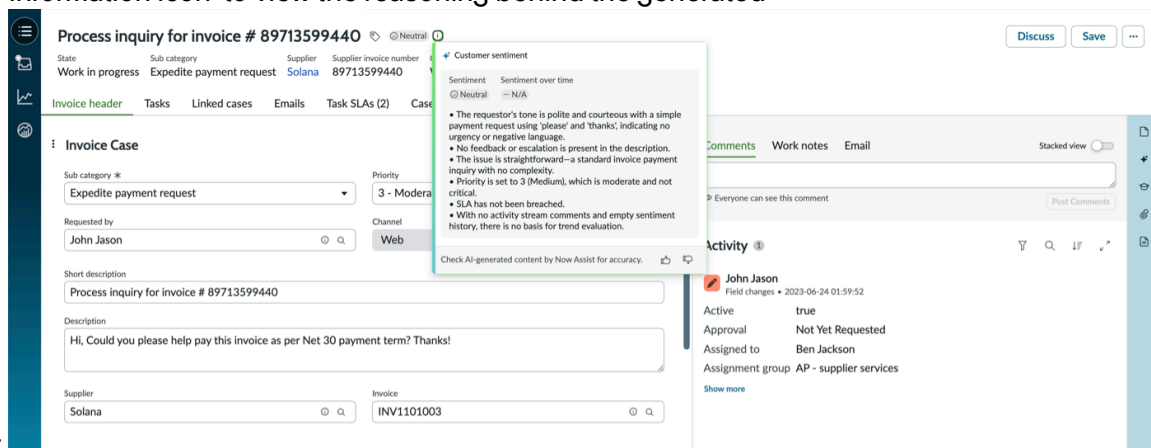 information icon to view the reasoning behind the generated
Process inquiry for invoice # 89713599440 Neutral
Discuss Save
State Sub category Supplier Supplier invoice number
Work in progress Expedite payment request Solana 89713599440
Invoice header Tasks Linked cases Emails Task SLAs (2) Case
Customer sentiment
Sentiment Sentiment over time
Neutral – N/A
• The requestor's tone is polite and courteous with a simple
payment request using 'please' and 'thanks', indicating no
urgency or negative language.
• No feedback or escalation is present in the description.
• The issue is straightforward—a standard invoice payment
inquiry with no complexity.
• Priority is set to 3 (Medium), which is moderate and not
critical.
• SLA has not been breached.
• With no activity stream comments and empty sentiment
history, there is no basis for trend evaluation.
Check AI-generated content by Now Assist for accuracy.
Invoice Case
Sub category *
Expedite payment request
Priority
3 - Modera
Requested by
John Jason
Channel
Web
Short description
Process inquiry for invoice # 89713599440
Description
Hi, Could you please help pay this invoice as per Net 30 payment term? Thanks!
Supplier
Solana
Invoice
INV1101003
Comments Work notes Email Stacked view
Everyone can see this comment
Post Comments
Activity 1
John Jason
Field changes • 2023-06-24 01:59:52
Active true
Approval Not Yet Requested
Assigned to Ben Jackson
Assignment group AP - supplier services
Show more